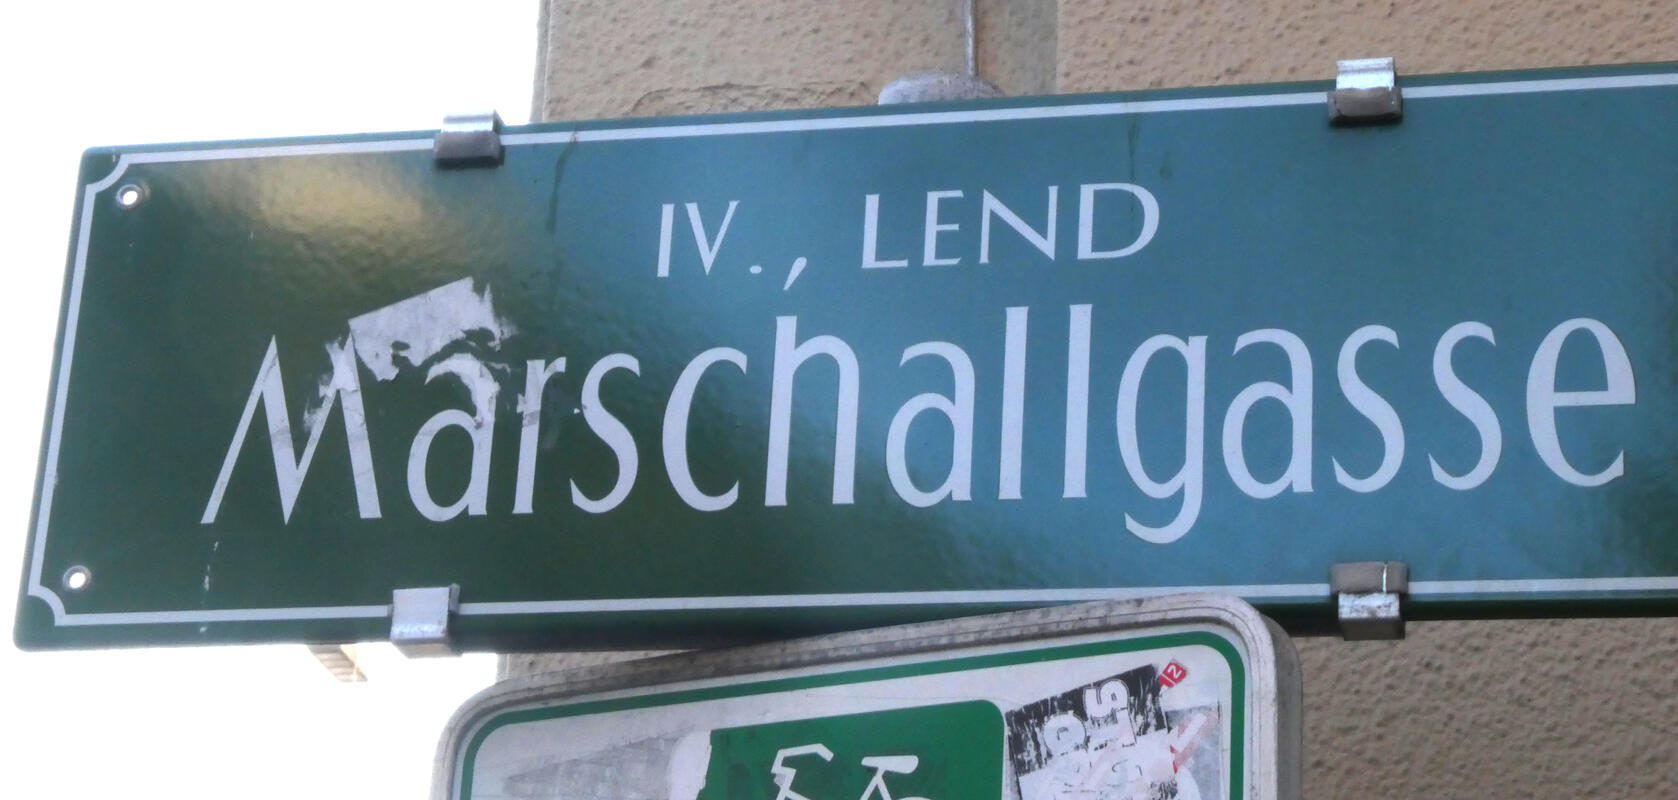 IV., LEND
Marschallgasse